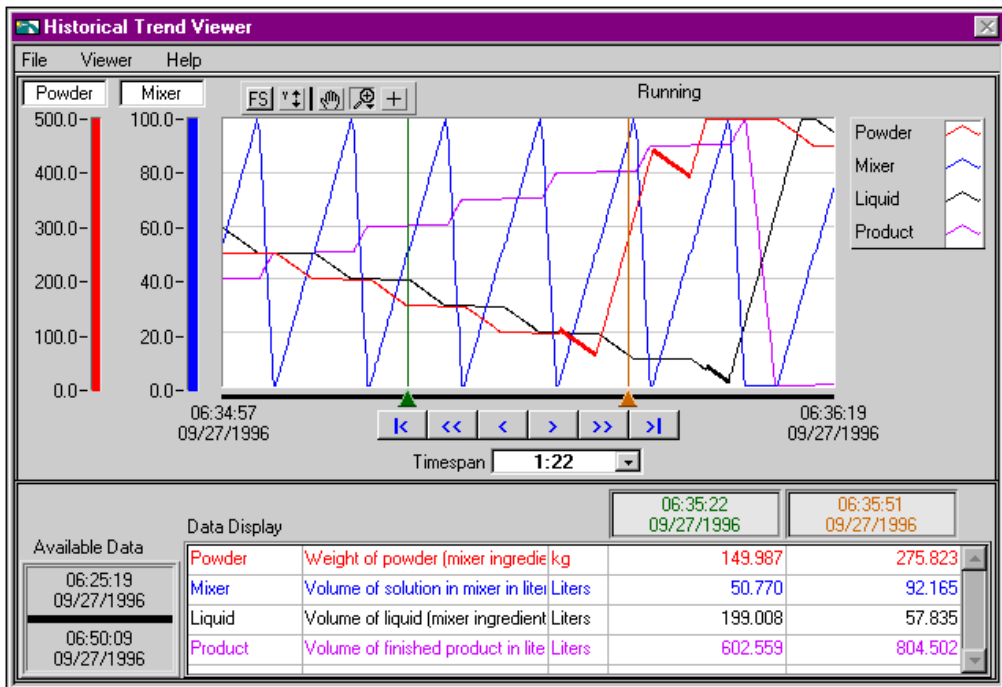 Historical Trend Viewer
File Viewer Help
Powder Mixer
FS Y
Running
500.0 100.0
400.0 80.0
300.0 60.0
200.0 40.0
100.0 20.0
0.0 0.0
Powder
Mixer
Liquid
Product
06:34:57
09/27/1996
|< << < > >> >|
06:36:19
09/27/1996
Timespan 1:22
Available Data
06:25:19
09/27/1996
06:50:09
09/27/1996
Data Display
06:35:22
09/27/1996
06:35:51
09/27/1996
Powder Weight of powder (mixer ingredie kg 149.987 275.823
Mixer Volume of solution in mixer in liter Liters 50.770 92.165
Liquid Volume of liquid (mixer ingredient Liters 199.008 57.835
Product Volume of finished product in lite Liters 602.559 804.502